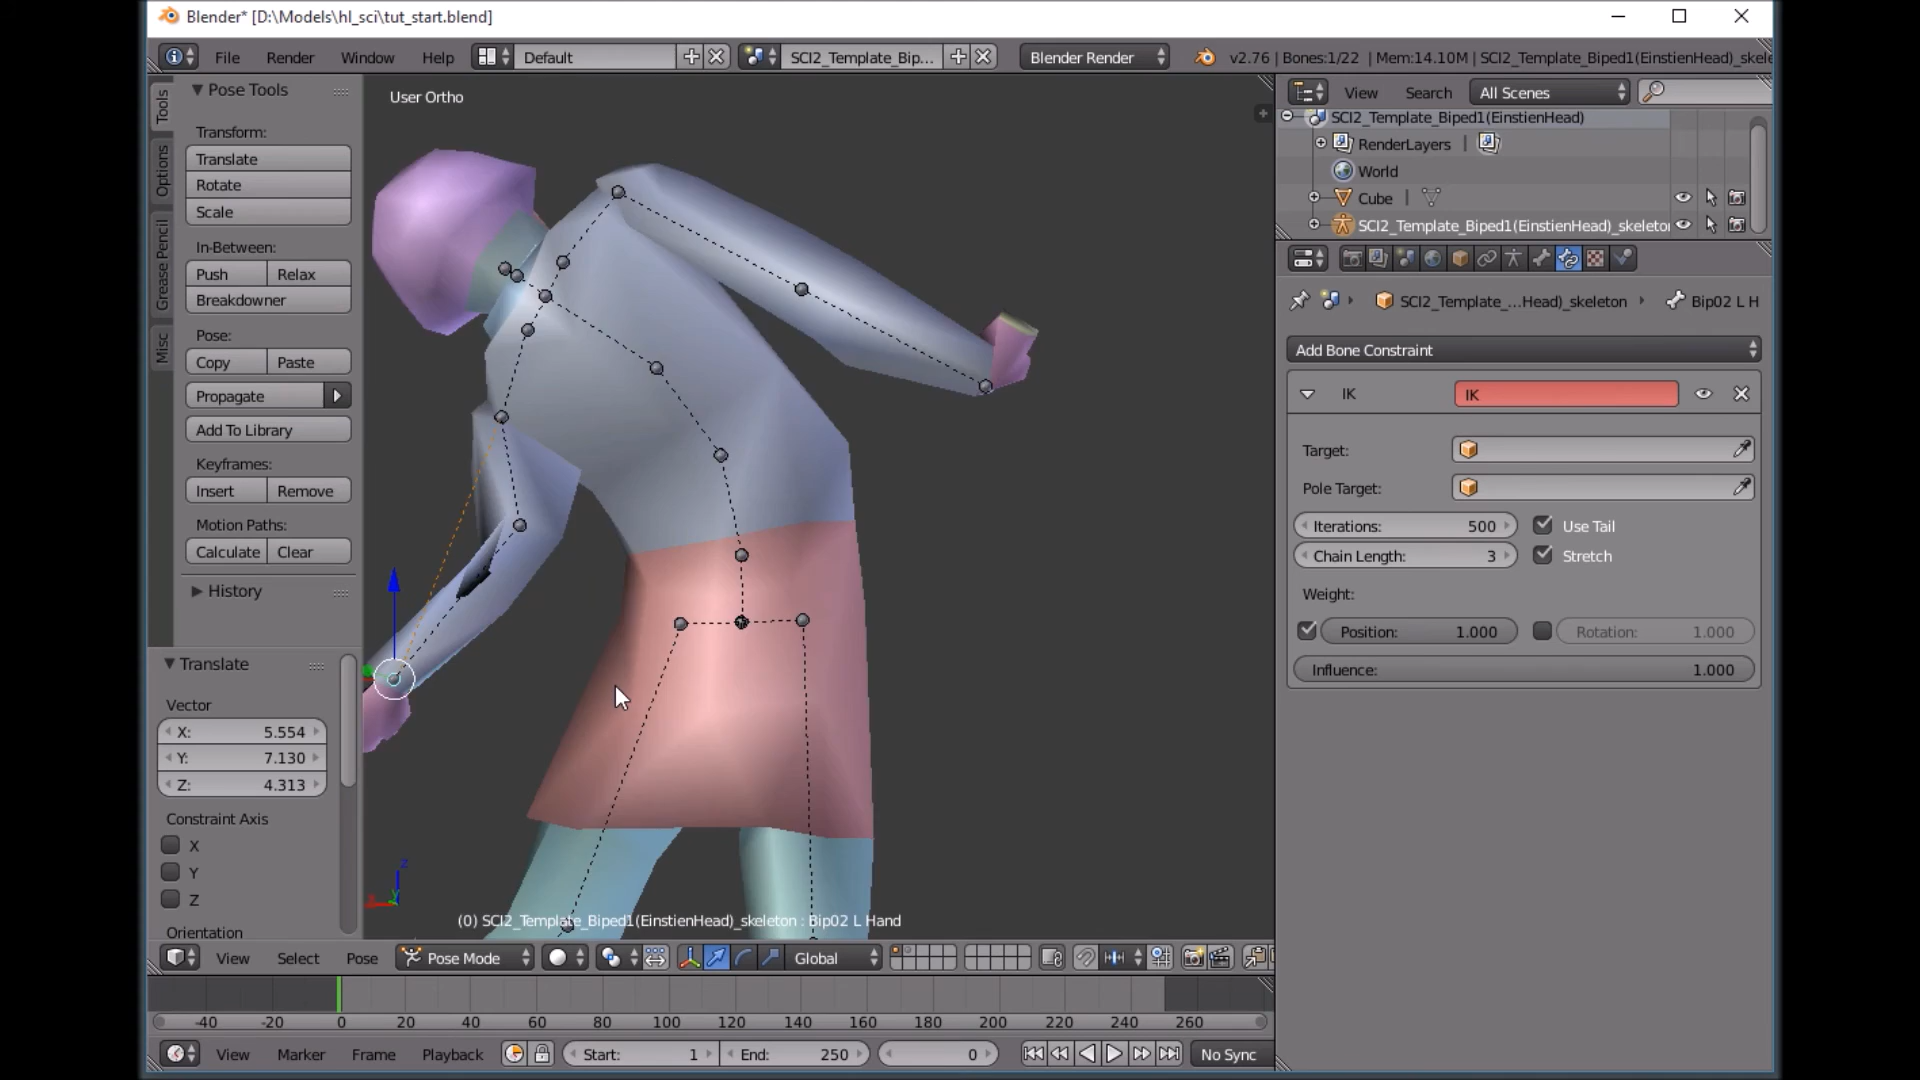 Blender* [D:\Models\hl_sci\tut_start.blend]
File Render Window Help Default SCI2_Template_Bip... Blender Render v2.76 | Bones:1/22 | Mem:14.10M | SCI2_Template_Biped1(EinstienHead)_skele
Tools
Options
Grease Pencil
Misc
Pose Tools
Transform:
Translate
Rotate
Scale
In-Between:
Push Relax
Breakdowner
Pose:
Copy Paste
Propagate
Add To Library
Keyframes:
Insert Remove
Motion Paths:
Calculate Clear
History
Translate
Vector
X: 5.554
Y: 7.130
Z: 4.313
Constraint Axis
X
Y
Z
Orientation
User Ortho
z
(0) SCI2_Template_Biped1(EinstienHead)_skeleton : Bip02 L Hand
View Select Pose Pose Mode Global
-40 -20 0 20 40 60 80 100 120 140 160 180 200 220 240 260
View Marker Frame Playback Start: 1 End: 250 0 No Sync
View Search All Scenes
SCI2_Template_Biped1(EinstienHead)
RenderLayers |
World
Cube |
SCI2_Template_Biped1(EinstienHead)_skeleto
SCI2_Template_...Head)_skeleton Bip02 L H
Add Bone Constraint
IK IK
Target:
Pole Target:
Iterations: 500 Use Tail
Chain Length: 3 Stretch
Weight:
Position: 1.000 Rotation: 1.000
Influence: 1.000